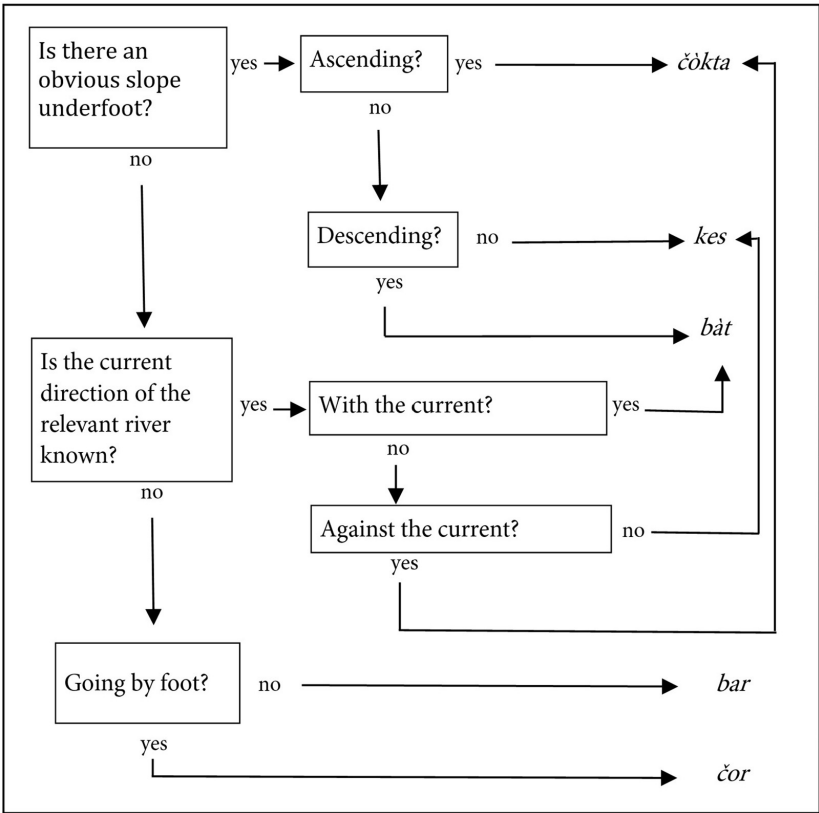 Is there an
obvious slope
underfoot?
yes
Ascending?
yes
čòkta
no
no
Descending?
no
kes
yes
bàt
Is the current
direction of the
relevant river
known?
yes
With the current?
yes
no
no
Against the current?
no
yes
Going by foot?
no
bar
yes
čor